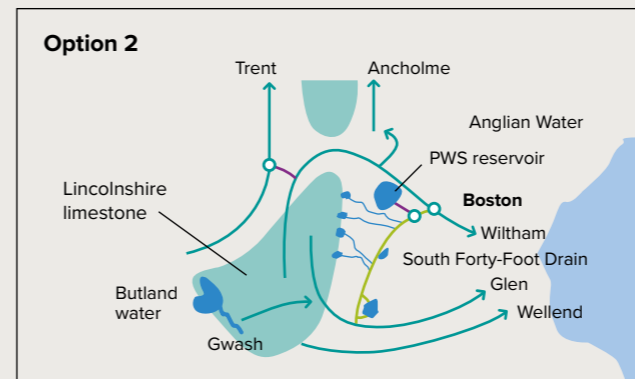 Option 2
Trent
Ancholme
Anglian Water
PWS reservoir
Lincolnshire
limestone
Boston
Wiltham
South Forty-Foot Drain
Glen
Butland
water
Wellend
Gwash